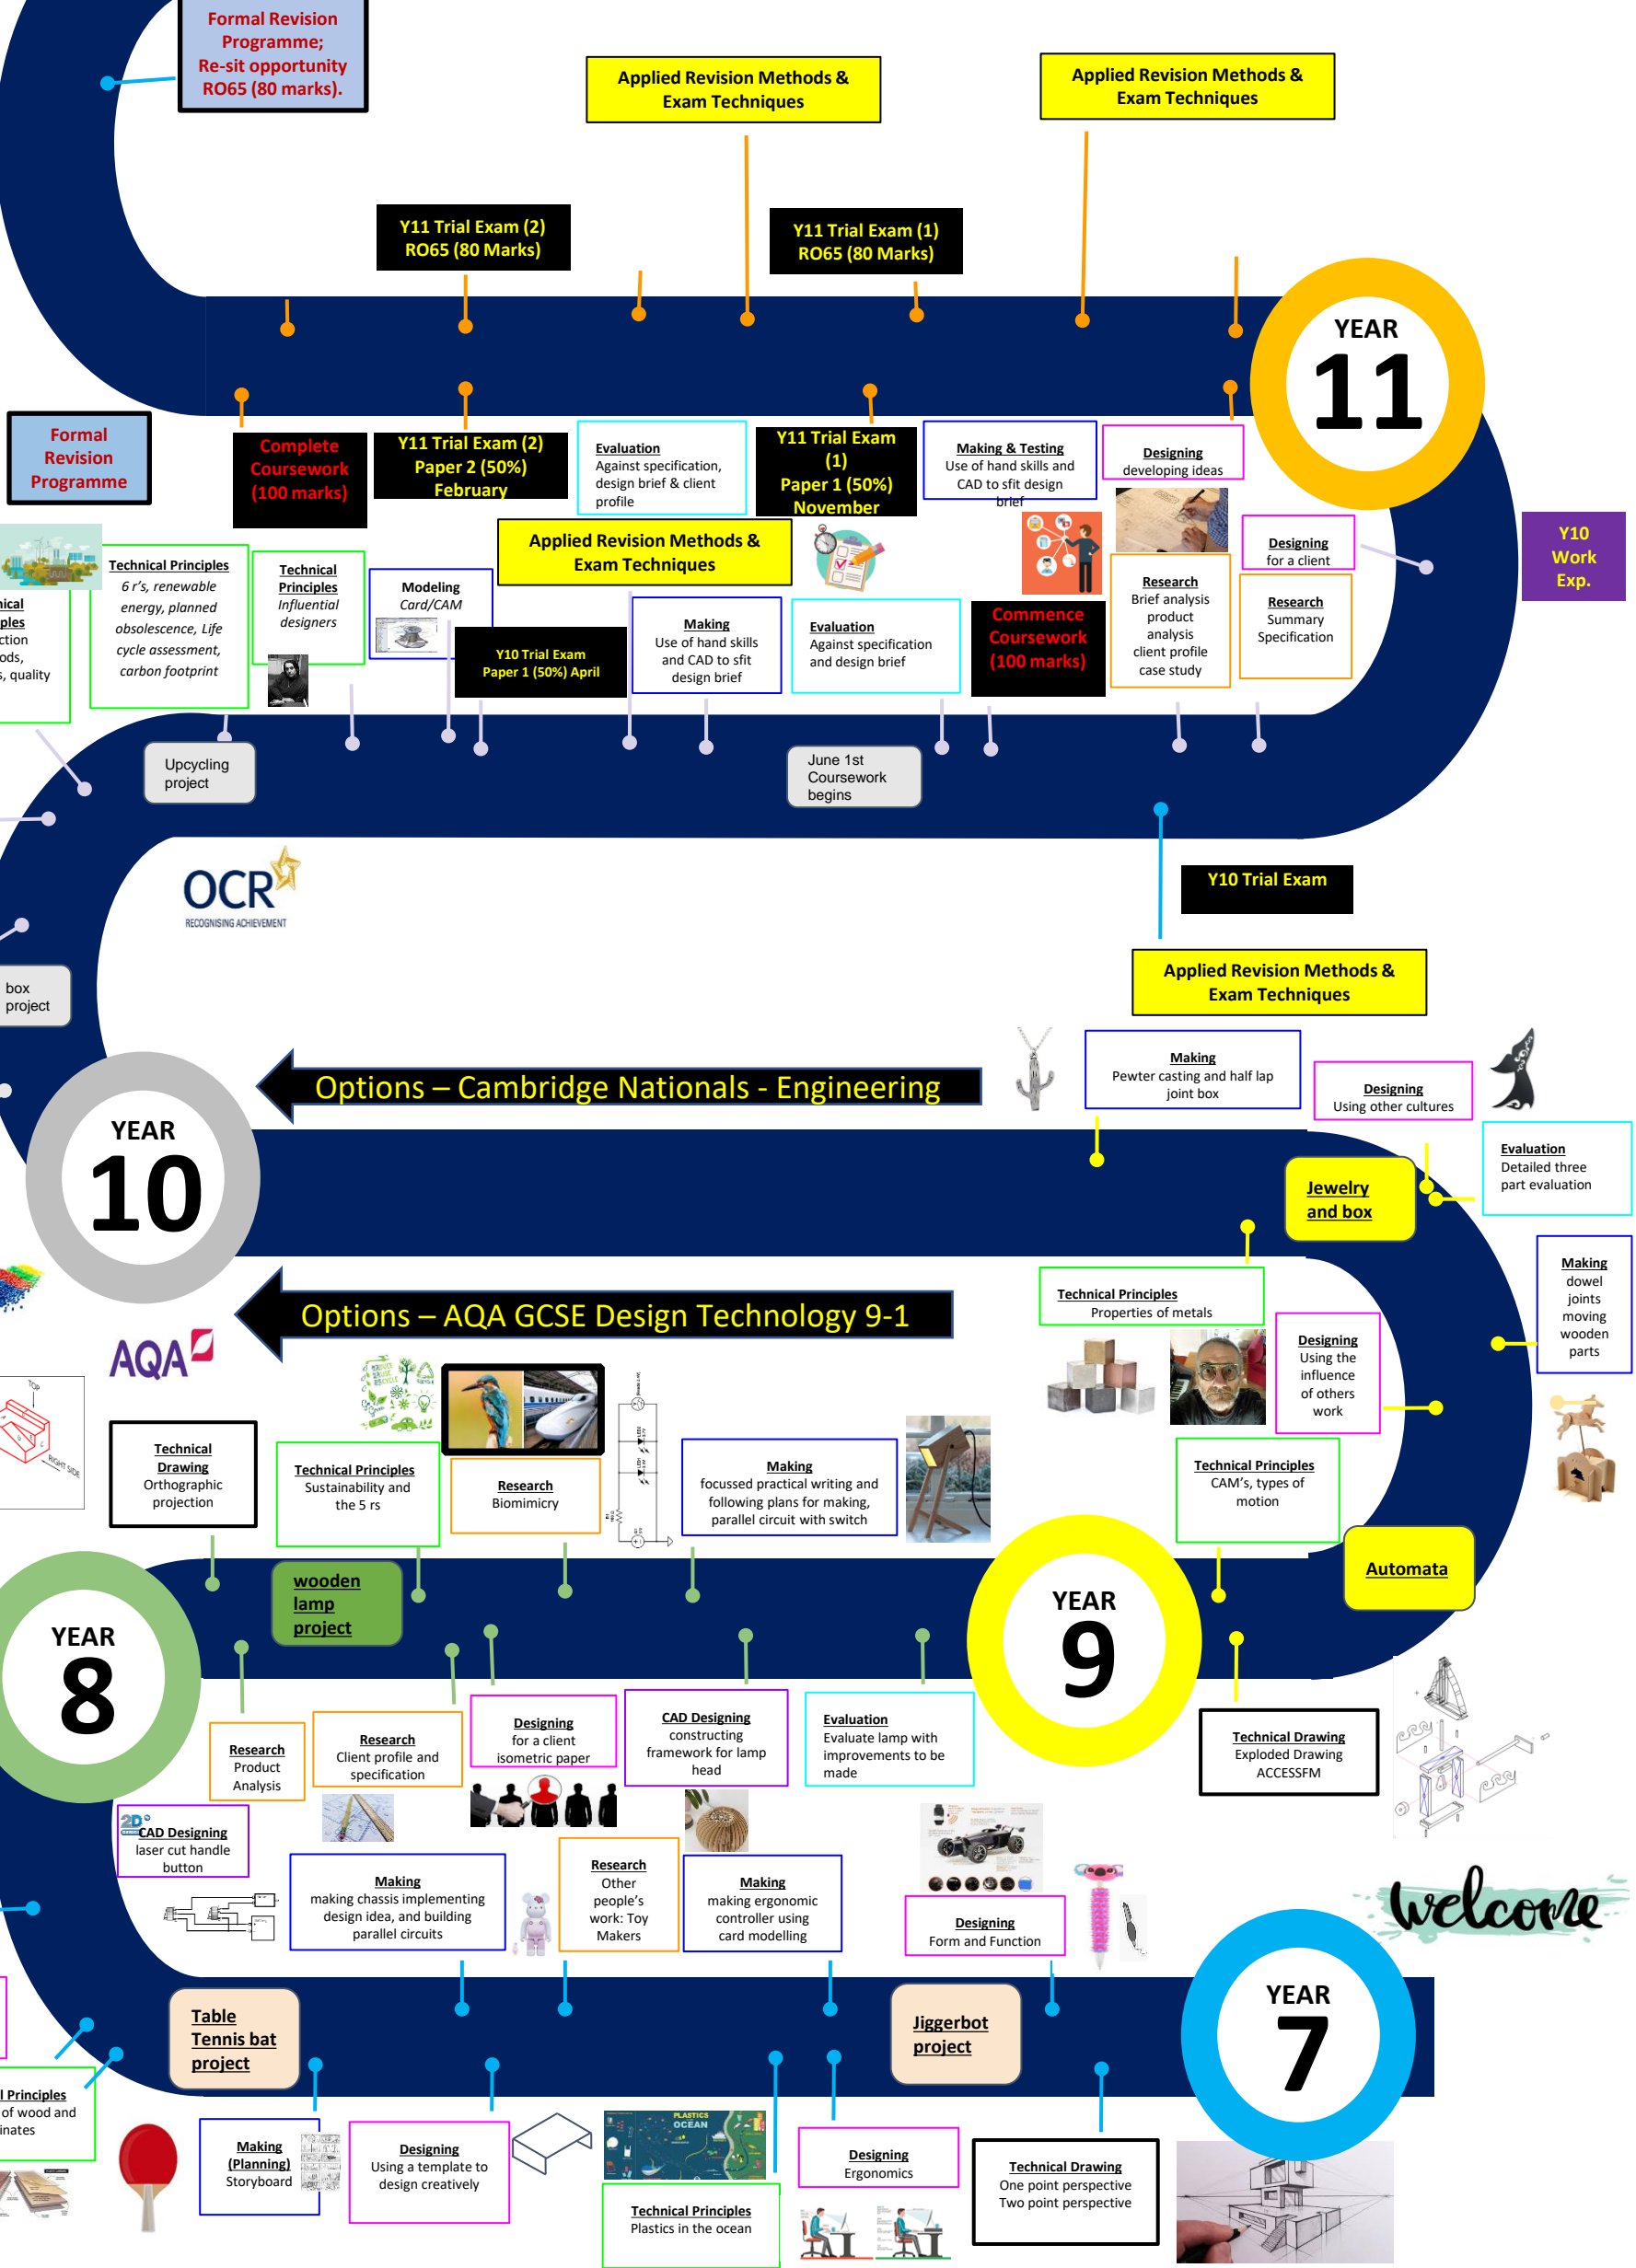 Formal Revision
Programme;
Re-sit opportunity
RO65 (80 marks).
Applied Revision Methods &
Exam Techniques
Applied Revision Methods &
Exam Techniques
Y11 Trial Exam (2)
RO65 (80 Marks)
Y11 Trial Exam (1)
RO65 (80 Marks)
YEAR
11
Formal
Revision
Programme
Complete
Coursework
(100 marks)
Y11 Trial Exam (2)
Paper 2 (50%)
February
Evaluation
Against specification,
design brief & client
profile
Y11 Trial Exam
(1)
Paper 1 (50%)
November
Making & Testing
Use of hand skills and
CAD to sfit design
brief
Designing
developing ideas
Applied Revision Methods &
Exam Techniques
Designing
for a client
Y10
Work
Exp.
nical
ples
ction
ods,
s, quality
Technical Principles
6 r's, renewable
energy, planned
obsolescence, Life
cycle assessment,
carbon footprint
Technical
Principles
Influential
designers
Modeling
Card/CAM
Y10 Trial Exam
Paper 1 (50%) April
Making
Use of hand skills
and CAD to sfit
design brief
Evaluation
Against specification
and design brief
Commence
Coursework
(100 marks)
Research
Brief analysis
product
analysis
client profile
case study
Research
Summary
Specification
Upcycling
project
June 1st
Coursework
begins
OCR
RECOGNISING ACHIEVEMENT
Y10 Trial Exam
Applied Revision Methods &
Exam Techniques
box
project
Options – Cambridge Nationals - Engineering
Making
Pewter casting and half lap
joint box
Designing
Using other cultures
Evaluation
Detailed three
part evaluation
YEAR
10
Jewelry
and box
Making
dowel
joints
moving
wooden
parts
Options – AQA GCSE Design Technology 9-1
AQA
Technical Principles
Properties of metals
Designing
Using the
influence
of others
work
TOP
RIGHT SIDE
Technical
Drawing
Orthographic
projection
Technical Principles
Sustainability and
the 5 rs
Research
Biomimicry
Making
focussed practical writing and
following plans for making,
parallel circuit with switch
Technical Principles
CAM's, types of
motion
Automata
wooden
lamp
project
YEAR
8
YEAR
9
Research
Product
Analysis
Research
Client profile and
specification
Designing
for a client
isometric paper
CAD Designing
constructing
framework for lamp
head
Evaluation
Evaluate lamp with
improvements to be
made
Technical Drawing
Exploded Drawing
ACCESSFM
2D
CAD Designing
laser cut handle
button
Making
making chassis implementing
design idea, and building
parallel circuits
Research
Other
people's
work: Toy
Makers
Making
making ergonomic
controller using
card modelling
Designing
Form and Function
welcome
YEAR
7
Table
Tennis bat
project
Jiggerbot
project
l Principles
of wood and
inates
Making
(Planning)
Storyboard
Designing
Using a template to
design creatively
PLASTICS
OCEAN
Technical Principles
Plastics in the ocean
Designing
Ergonomics
Technical Drawing
One point perspective
Two point perspective